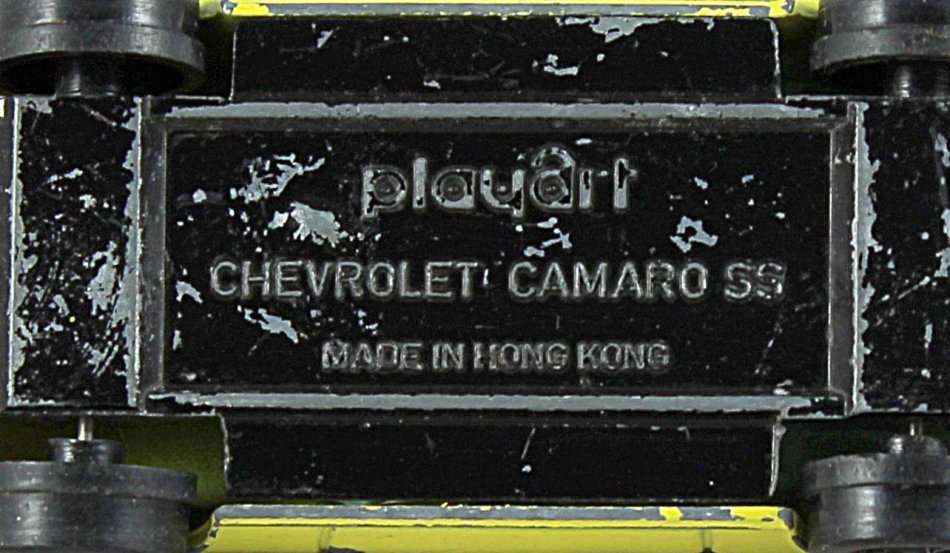 playart
CHEVROLET CAMARO SS
MADE IN HONG KONG